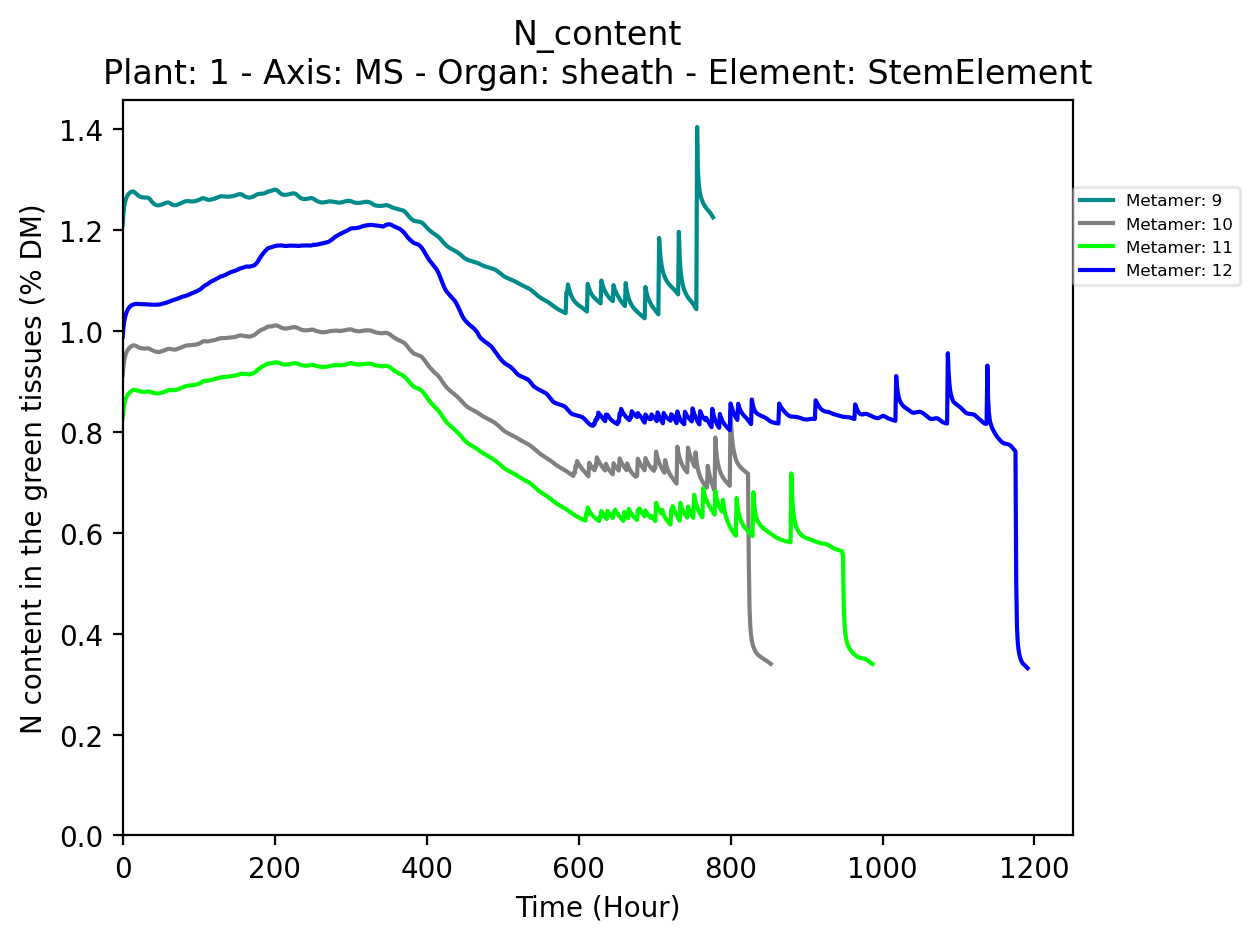 N_content
Plant: 1 - Axis: MS - Organ: sheath - Element: StemElement
N content in the green tissues (% DM)
1.4
1.2
1.0
0.8
0.6
0.4
0.2
0.0
0 200 400 600 800 1000 1200
Time (Hour)
Metamer: 9
Metamer: 10
Metamer: 11
Metamer: 12